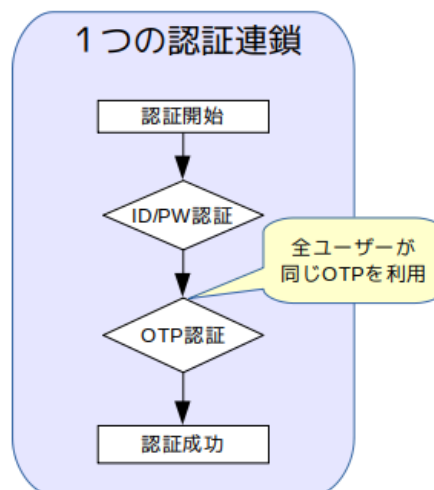 1つの認証連鎖
認証開始
ID/PW認証
全ユーザーが
同じOTPを利用
OTP認証
認証成功